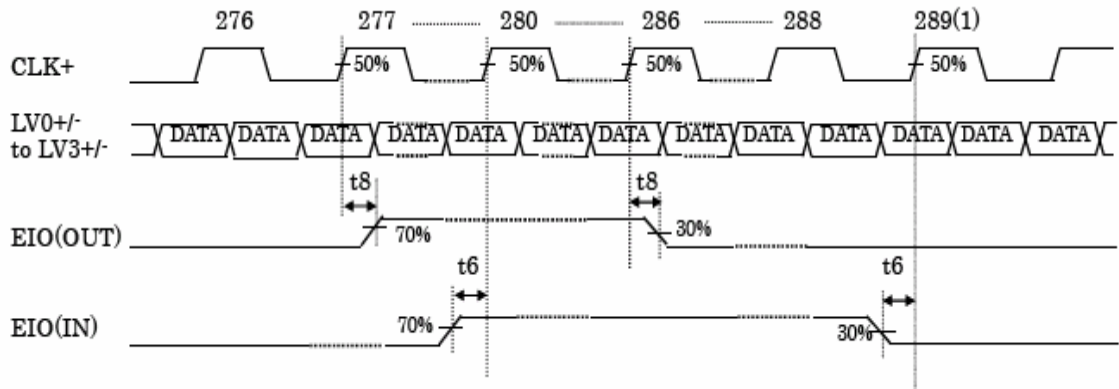 276 277 280 286 288 289(1)
CLK+ 50% 50% 50% 50%
LV0+/-
to LV3+/-
DATA DATA DATA DATA DATA DATA DATA DATA DATA DATA DATA DATA DATA
t8 t8
EIO(OUT) 70% 30%
t6 t6
EIO(IN) 70% 30%